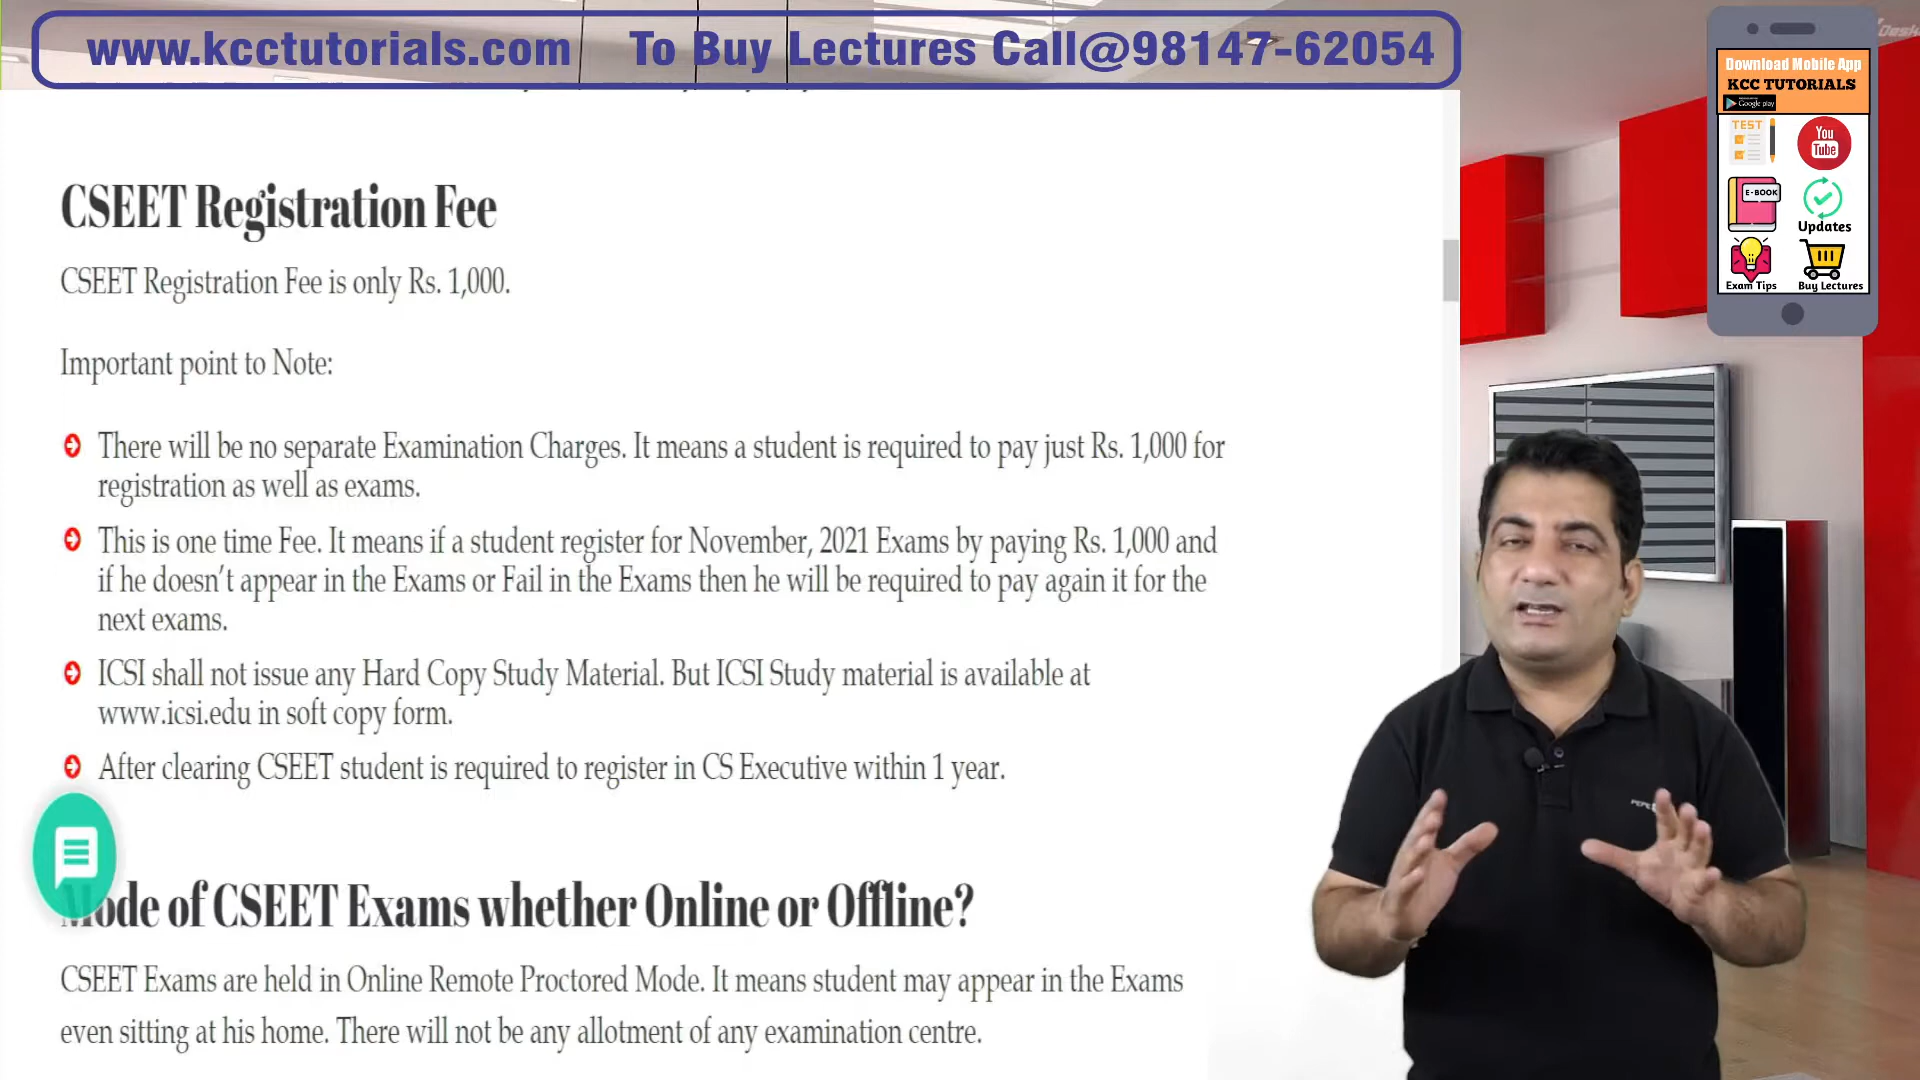 www.kcctutorials.com To Buy Lectures Call@98147-62054
Download Mobile App
KCC TUTORIALS
Google play
TEST
You
Tube
E-BOOK
Updates
Exam Tips
Buy Lectures
CSEET Registration Fee
CSEET Registration Fee is only Rs. 1,000.
Important point to Note:
There will be no separate Examination Charges. It means a student is required to pay just Rs. 1,000 for
registration as well as exams.
This is one time Fee. It means if a student register for November, 2021 Exams by paying Rs. 1,000 and
if he doesn't appear in the Exams or Fail in the Exams then he will be required to pay again it for the
next exams.
ICSI shall not issue any Hard Copy Study Material. But ICSI Study material is available at
www.icsi.edu in soft copy form.
After clearing CSEET student is required to register in CS Executive within 1 year.
Mode of CSEET Exams whether Online or Offline?
CSEET Exams are held in Online Remote Proctored Mode. It means student may appear in the Exams
even sitting at his home. There will not be any allotment of any examination centre.